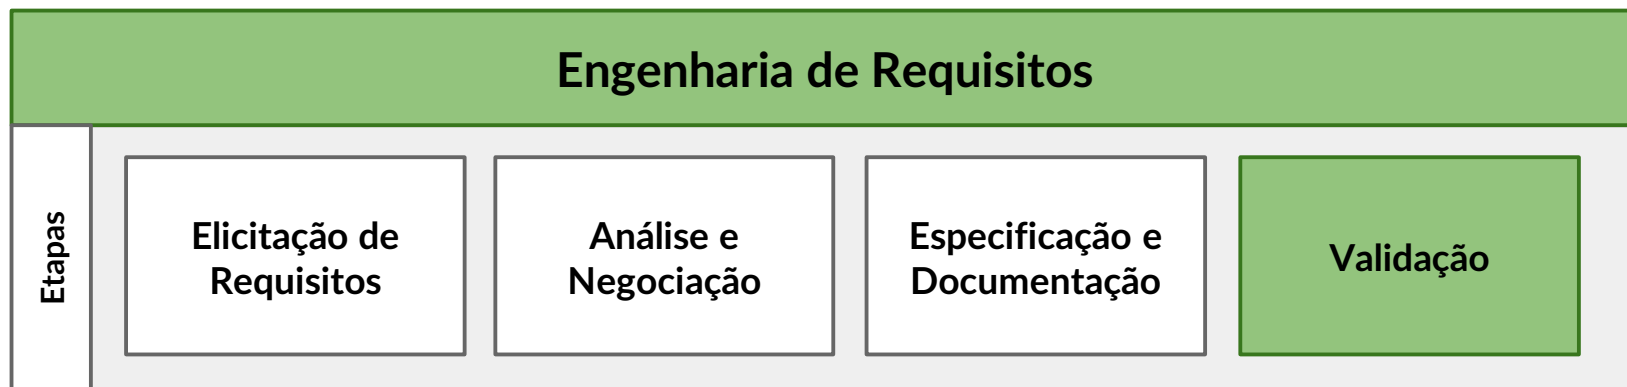 Engenharia de Requisitos
Etapas
Elicitação de
Requisitos
Análise e
Negociação
Especificação e
Documentação
Validação